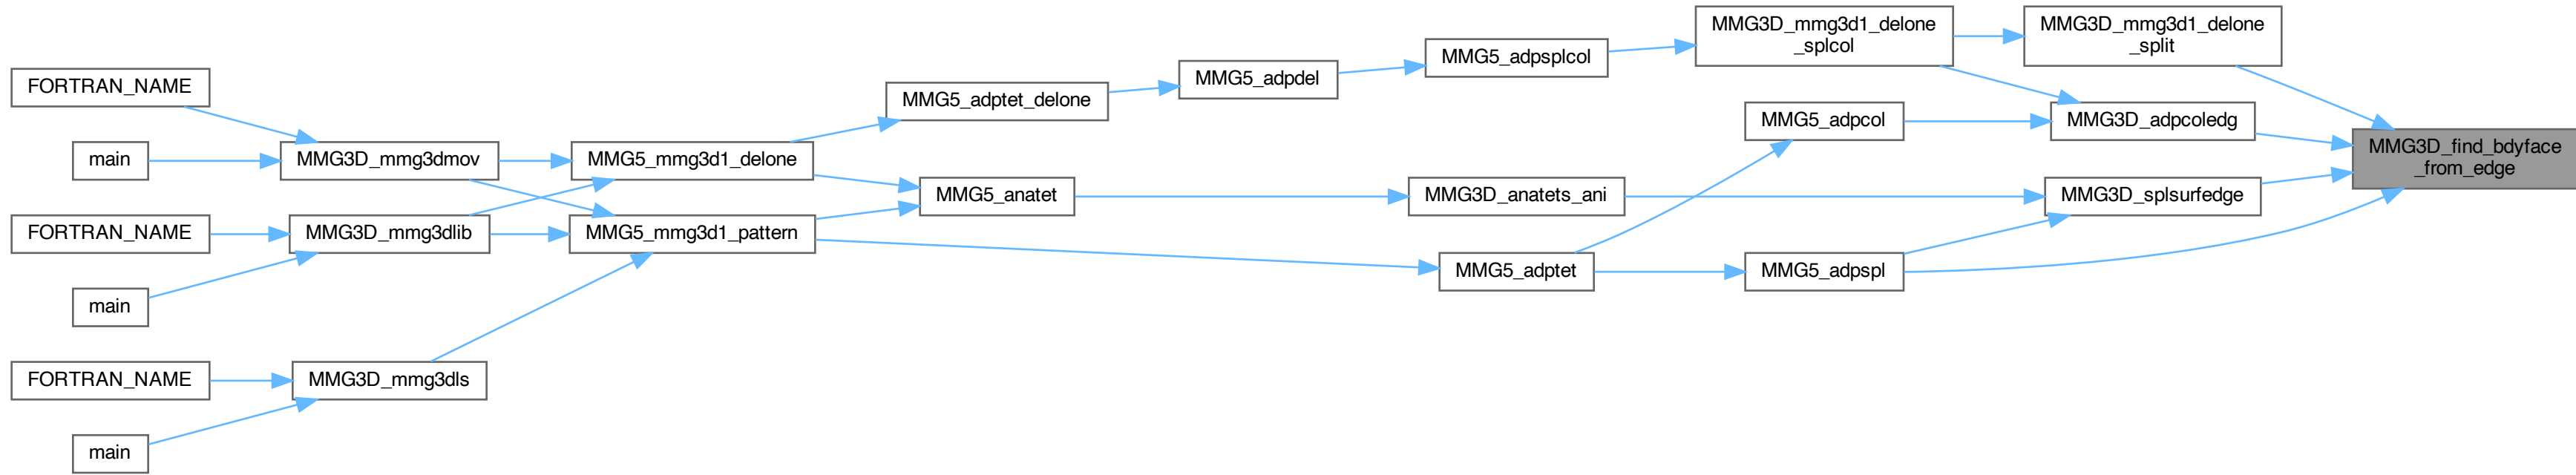 FORTRAN_NAME
main
FORTRAN_NAME
main
FORTRAN_NAME
main
MMG3D_mmg3dmov
MMG3D_mmg3dlib
MMG3D_mmg3dls
MMG5_mmg3d1_delone
MMG5_mmg3d1_pattern
MMG5_adptet_delone
MMG5_anatet
MMG5_adpdel
MMG5_adpsplcol
MMG3D_anatets_ani
MMG5_adptet
MMG3D_mmg3d1_delone
_splcol
MMG5_adpcol
MMG5_adpspl
MMG3D_mmg3d1_delone
_split
MMG3D_adpcoledg
MMG3D_splsurfedge
MMG3D_find_bdyface
_from_edge